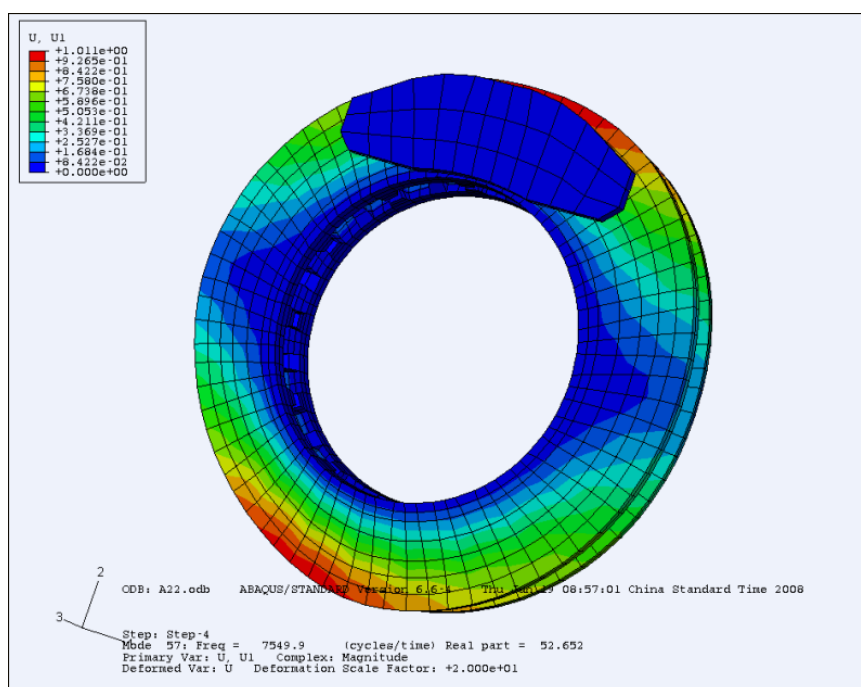 U, U1
+1.011e+00
+9.265e-01
+8.422e-01
+7.580e-01
+6.738e-01
+5.896e-01
+5.053e-01
+4.211e-01
+3.369e-01
+2.527e-01
+1.684e-01
+8.422e-02
+0.000e+00
2
3
ODB: A22.odb ABAQUS/STANDARD Version Thu Jun 19 08:57:01 China Standard Time 2008
Step: Step-4
Mode 57: Freq = 7549.9 (cycles/time) Real part = 52.652
Primary Var: U, U1 Complex: Magnitude
Deformed Var: U Deformation Scale Factor: +2.000e+01